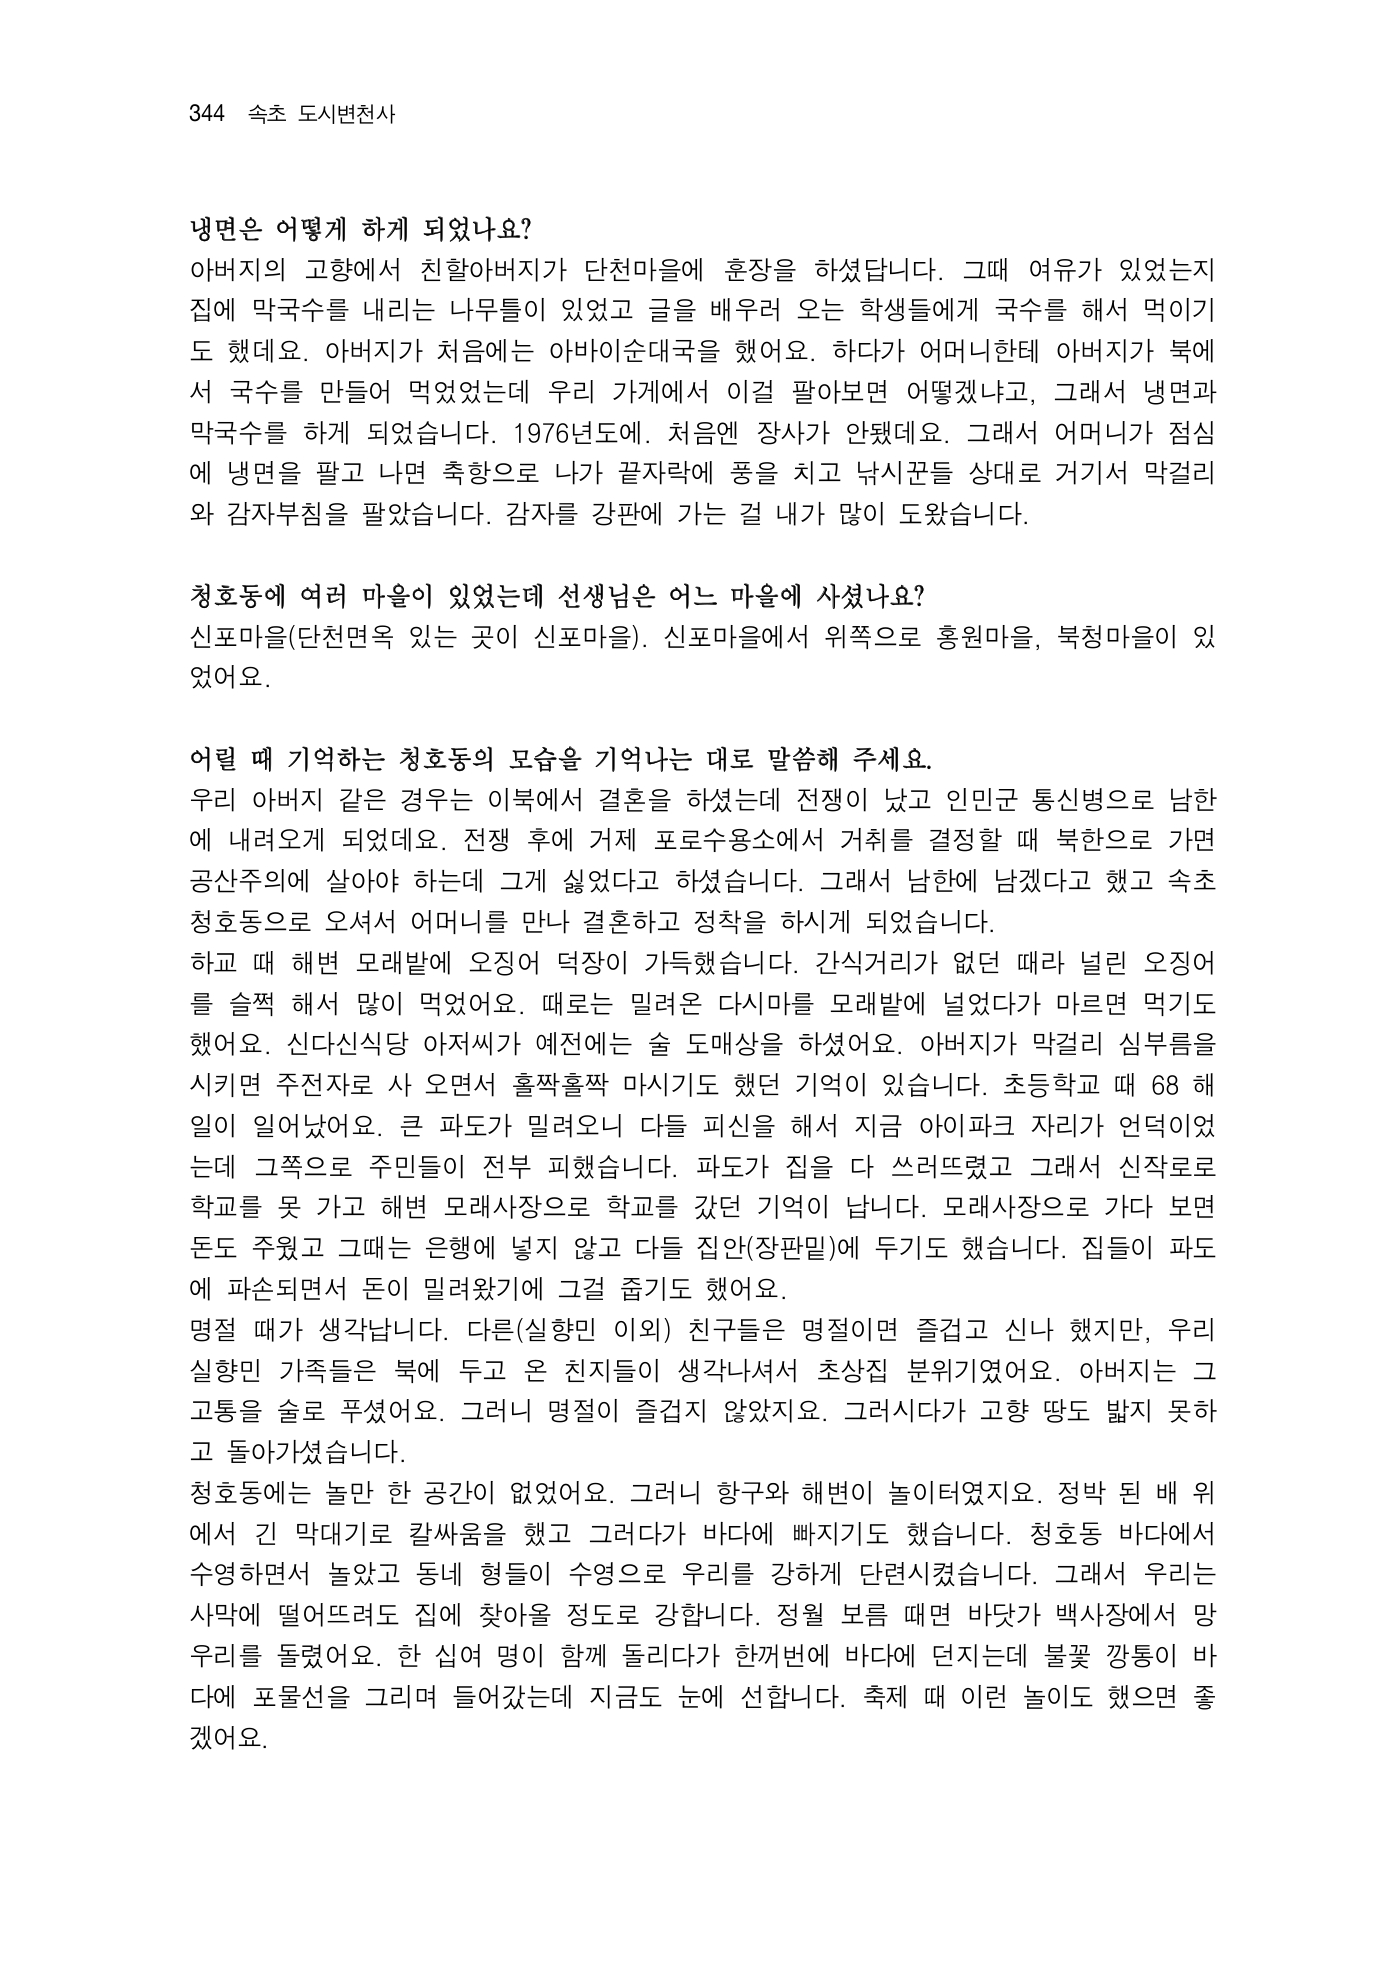 344 속초 도시변천사
냉면은 어떻게 하게 되었나요?
아버지의 고향에서 친할아버지가 단천마을에 훈장을 하셨답니다. 그때 여유가 있었는지
집에 막국수를 내리는 나무틀이 있었고 글을 배우러 오는 학생들에게 국수를 해서 먹이기
도 했데요. 아버지가 처음에는 아바이순대국을 했어요. 하다가 어머니한테 아버지가 북에
서 국수를 만들어 먹었었는데 우리 가게에서 이걸 팔아보면 어떻겠냐고, 그래서 냉면과
막국수를 하게 되었습니다. 1976년도에. 처음엔 장사가 안됐데요. 그래서 어머니가 점심
에 냉면을 팔고 나면 축항으로 나가 끝자락에 풍을 치고 낚시꾼들 상대로 거기서 막걸리
와 감자부침을 팔았습니다. 감자를 강판에 가는 걸 내가 많이 도왔습니다.
청호동에 여러 마을이 있었는데 선생님은 어느 마을에 사셨나요?
신포마을(단천면옥 있는 곳이 신포마을). 신포마을에서 위쪽으로 홍원마을, 북청마을이 있
었어요.
어릴 때 기억하는 청호동의 모습을 기억나는 대로 말씀해 주세요.
우리 아버지 같은 경우는 이북에서 결혼을 하셨는데 전쟁이 났고 인민군 통신병으로 남한
에 내려오게 되었데요. 전쟁 후에 거제 포로수용소에서 거취를 결정할 때 북한으로 가면
공산주의에 살아야 하는데 그게 싫었다고 하셨습니다. 그래서 남한에 남겠다고 했고 속초
청호동으로 오셔서 어머니를 만나 결혼하고 정착을 하시게 되었습니다.
하교 때 해변 모래밭에 오징어 덕장이 가득했습니다. 간식거리가 없던 때라 널린 오징어
를 슬쩍 해서 많이 먹었어요. 때로는 밀려온 다시마를 모래밭에 널었다가 마르면 먹기도
했어요. 신다신식당 아저씨가 예전에는 술 도매상을 하셨어요. 아버지가 막걸리 심부름을
시키면 주전자로 사 오면서 홀짝홀짝 마시기도 했던 기억이 있습니다. 초등학교 때 68 해
일이 일어났어요. 큰 파도가 밀려오니 다들 피신을 해서 지금 아이파크 자리가 언덕이었
는데 그쪽으로 주민들이 전부 피했습니다. 파도가 집을 다 쓰러뜨렸고 그래서 신작로로
학교를 못 가고 해변 모래사장으로 학교를 갔던 기억이 납니다. 모래사장으로 가다 보면
돈도 주웠고 그때는 은행에 넣지 않고 다들 집안(장판밑)에 두기도 했습니다. 집들이 파도
에 파손되면서 돈이 밀려왔기에 그걸 줍기도 했어요.
명절 때가 생각납니다. 다른(실향민 이외) 친구들은 명절이면 즐겁고 신나 했지만, 우리
실향민 가족들은 북에 두고 온 친지들이 생각나셔서 초상집 분위기였어요. 아버지는 그
고통을 술로 푸셨어요. 그러니 명절이 즐겁지 않았지요. 그러시다가 고향 땅도 밟지 못하
고 돌아가셨습니다.
청호동에는 놀만 한 공간이 없었어요. 그러니 항구와 해변이 놀이터였지요. 정박 된 배 위
에서 긴 막대기로 칼싸움을 했고 그러다가 바다에 빠지기도 했습니다. 청호동 바다에서
수영하면서 놀았고 동네 형들이 수영으로 우리를 강하게 단련시켰습니다. 그래서 우리는
사막에 떨어뜨려도 집에 찾아올 정도로 강합니다. 정월 보름 때면 바닷가 백사장에서 망
우리를 돌렸어요. 한 십여 명이 함께 돌리다가 한꺼번에 바다에 던지는데 불꽃 깡통이 바
다에 포물선을 그리며 들어갔는데 지금도 눈에 선합니다. 축제 때 이런 놀이도 했으면 좋
겠어요.